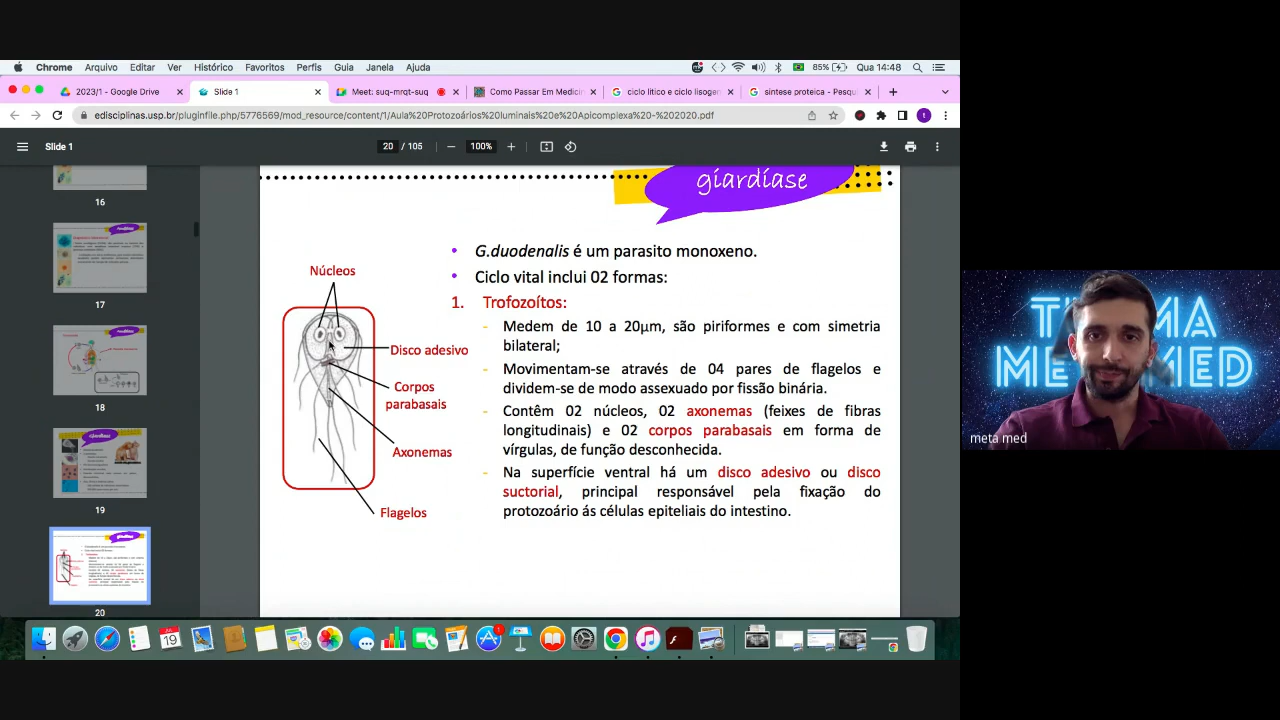 Chrome Arquivo Editar Ver Histórico Favoritos Perfis Guia Janela Ajuda 85% Qua 14:48
2023/1 - Google Drive Slide 1 Meet: suq-mrqt-suq Como Passar Em Medicin ciclo lítico e ciclo lisogen síntese proteica - Pesqui
edisciplinas.usp.br/pluginfile.php/5776569/mod_resource/content/1/Aula%20Protozoários%20luminais%20e%20Apicomplexa%20-%202020.pdf
Slide 1 20 / 105 100%
16
17
18
19
20
giardíase
G.duodenalis é um parasito monoxeno.
Ciclo vital inclui 02 formas:
1. Trofozoítos:
- Medem de 10 a 20µm, são piriformes e com simetria
bilateral;
- Movimentam-se através de 04 pares de flagelos e
dividem-se de modo assexuado por fissão binária.
- Contêm 02 núcleos, 02 axonemas (feixes de fibras
longitudinais) e 02 corpos parabasais em forma de
vírgulas, de função desconhecida.
- Na superfície ventral há um disco adesivo ou disco
suctorial, principal responsável pela fixação do
protozoário ás células epiteliais do intestino.
Núcleos
Disco adesivo
Corpos
parabasais
Axonemas
Flagelos
19
meta med